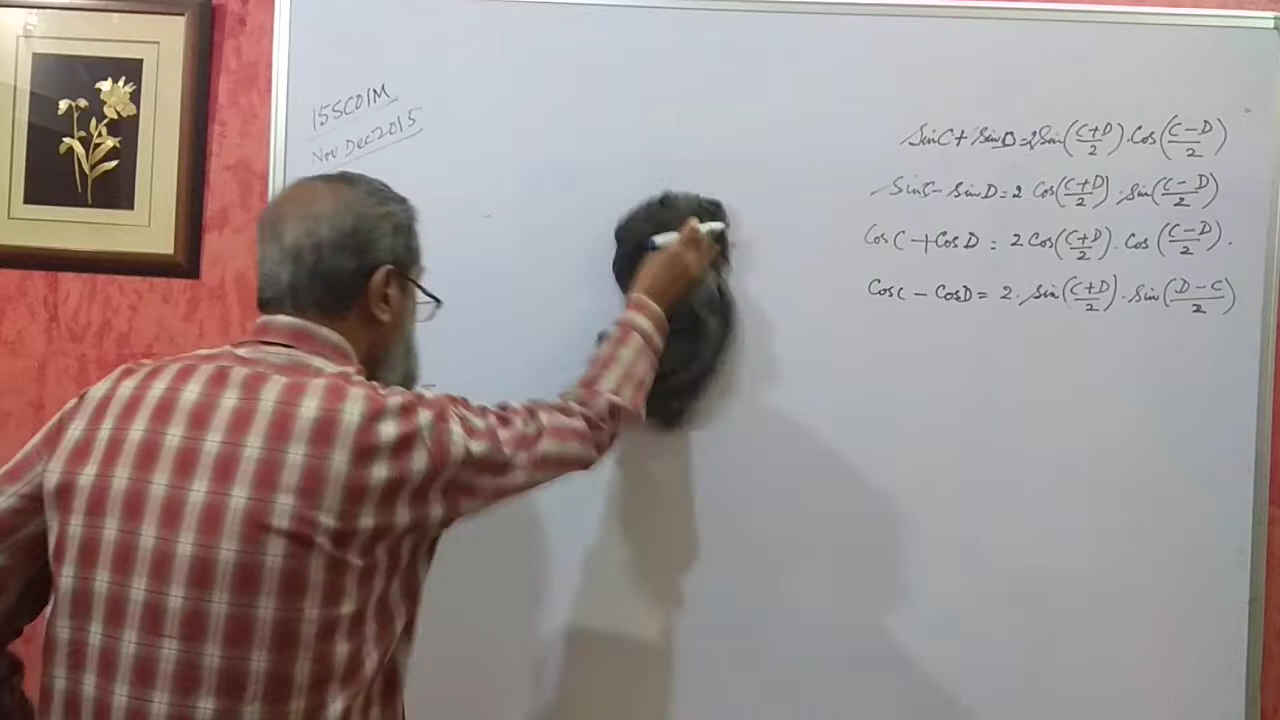 15SC01M
Nov Dec 2015
Sin C + Sin D = 2 Sin((C+D)/2) . Cos((C-D)/2)
Sin C - Sin D = 2 Cos((C+D)/2) . Sin((C-D)/2)
Cos C + Cos D = 2 Cos((C+D)/2) . Cos((C-D)/2) .
Cos C - Cos D = 2 . Sin((C+D)/2) . Sin((D-C)/2)